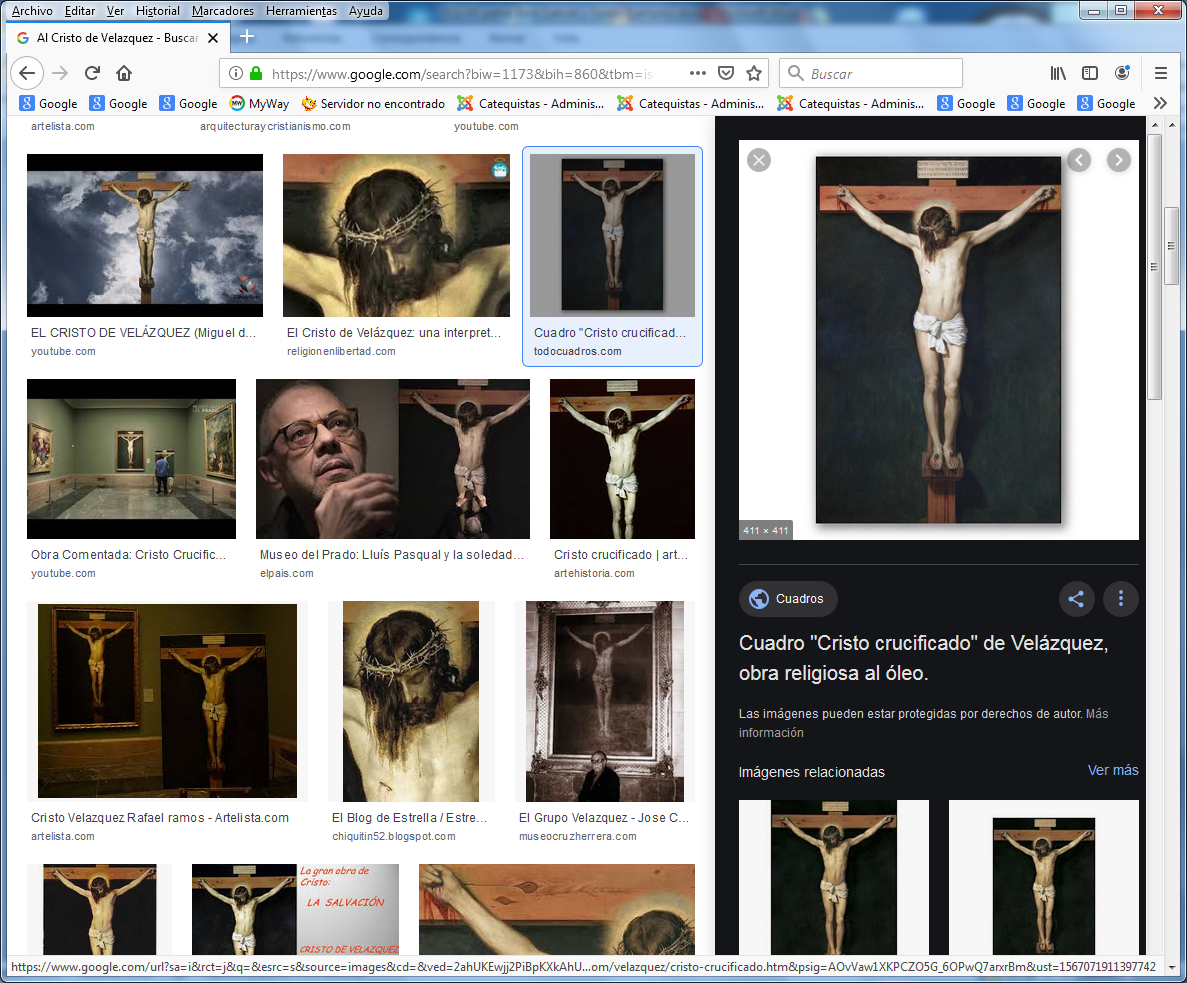 Archivo Editar Ver Historial Marcadores Herramientas Ayuda
Al Cristo de Velazquez - Buscar
https://www.google.com/search?biw=1173&bih=860&tbm=is
Buscar
Google Google Google MyWay Servidor no encontrado Catequistas - Adminis... Catequistas - Adminis... Catequistas - Adminis... Google Google Google
artelista.com arquitecturaycristianismo.com youtube.com
EL CRISTO DE VELÁZQUEZ (Miguel d...
youtube.com
El Cristo de Velázquez: una interpret...
religionenlibertad.com
Cuadro "Cristo crucificad...
todocuadros.com
Obra Comentada: Cristo Crucific...
youtube.com
Museo del Prado: Lluís Pasqual y la soledad...
elpais.com
Cristo crucificado | art...
artehistoria.com
Cristo Velazquez Rafael ramos - Artelista.com
artelista.com
El Blog de Estrella / Estre...
chiquitin52.blogspot.com
El Grupo Velazquez - Jose C...
museocruzherrera.com
La gran obra de
Cristo:
LA SALVACIÓN
CRISTO DE VELAZQUEZ
411 × 411
Cuadros
Cuadro "Cristo crucificado" de Velázquez,
obra religiosa al óleo.
Las imágenes pueden estar protegidas por derechos de autor. Más
información
Imágenes relacionadas
Ver más
https://www.google.com/url?sa=i&rct=j&q=&esrc=s&source=images&cd=&ved=2ahUKEwjj2PiBpKXkAhU...om/velazquez/cristo-crucificado.htm&psig=AOvVaw1XKPCZO5G_6OPwQ7arxrBm&ust=1567071911397742